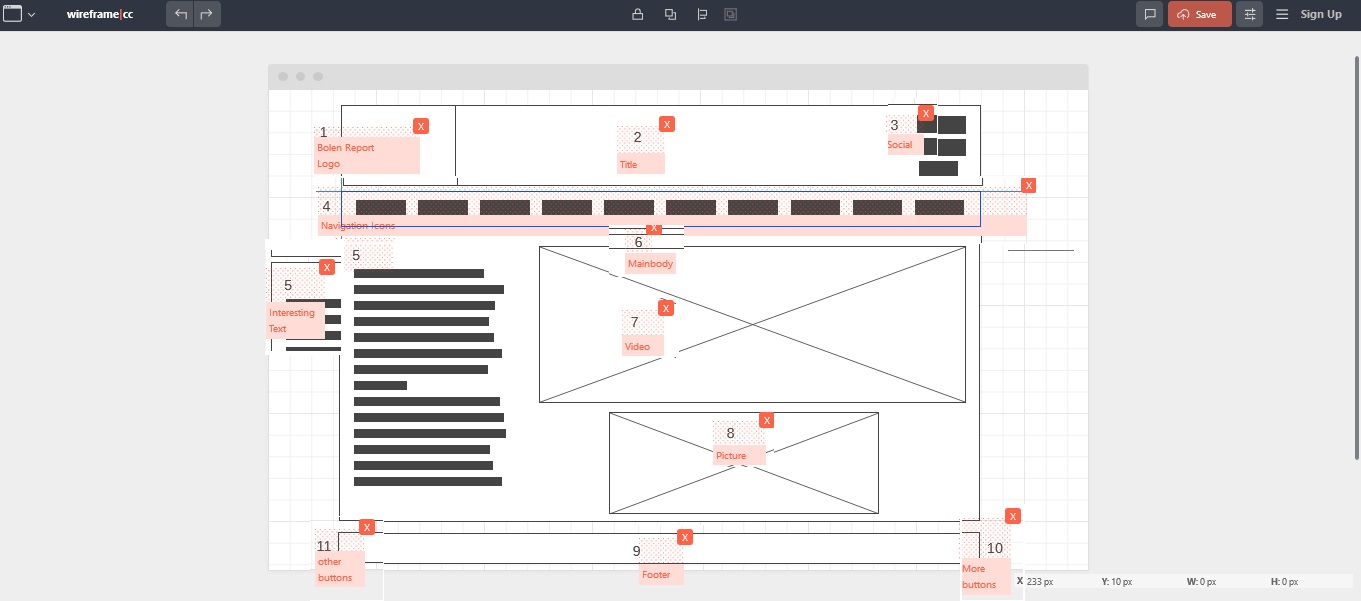 wireframe|cc
Save
Sign Up
1
X
Bolen Report
Logo
2
X
Title
3
X
Social
4
X
Navigation Icons
5
6
X
Mainbody
5
X
Interesting
Text
7
X
Video
8
X
Picture
11
X
other
buttons
9
X
Footer
10
X
More
buttons
X 233 px Y: 10 px W: 0 px H: 0 px